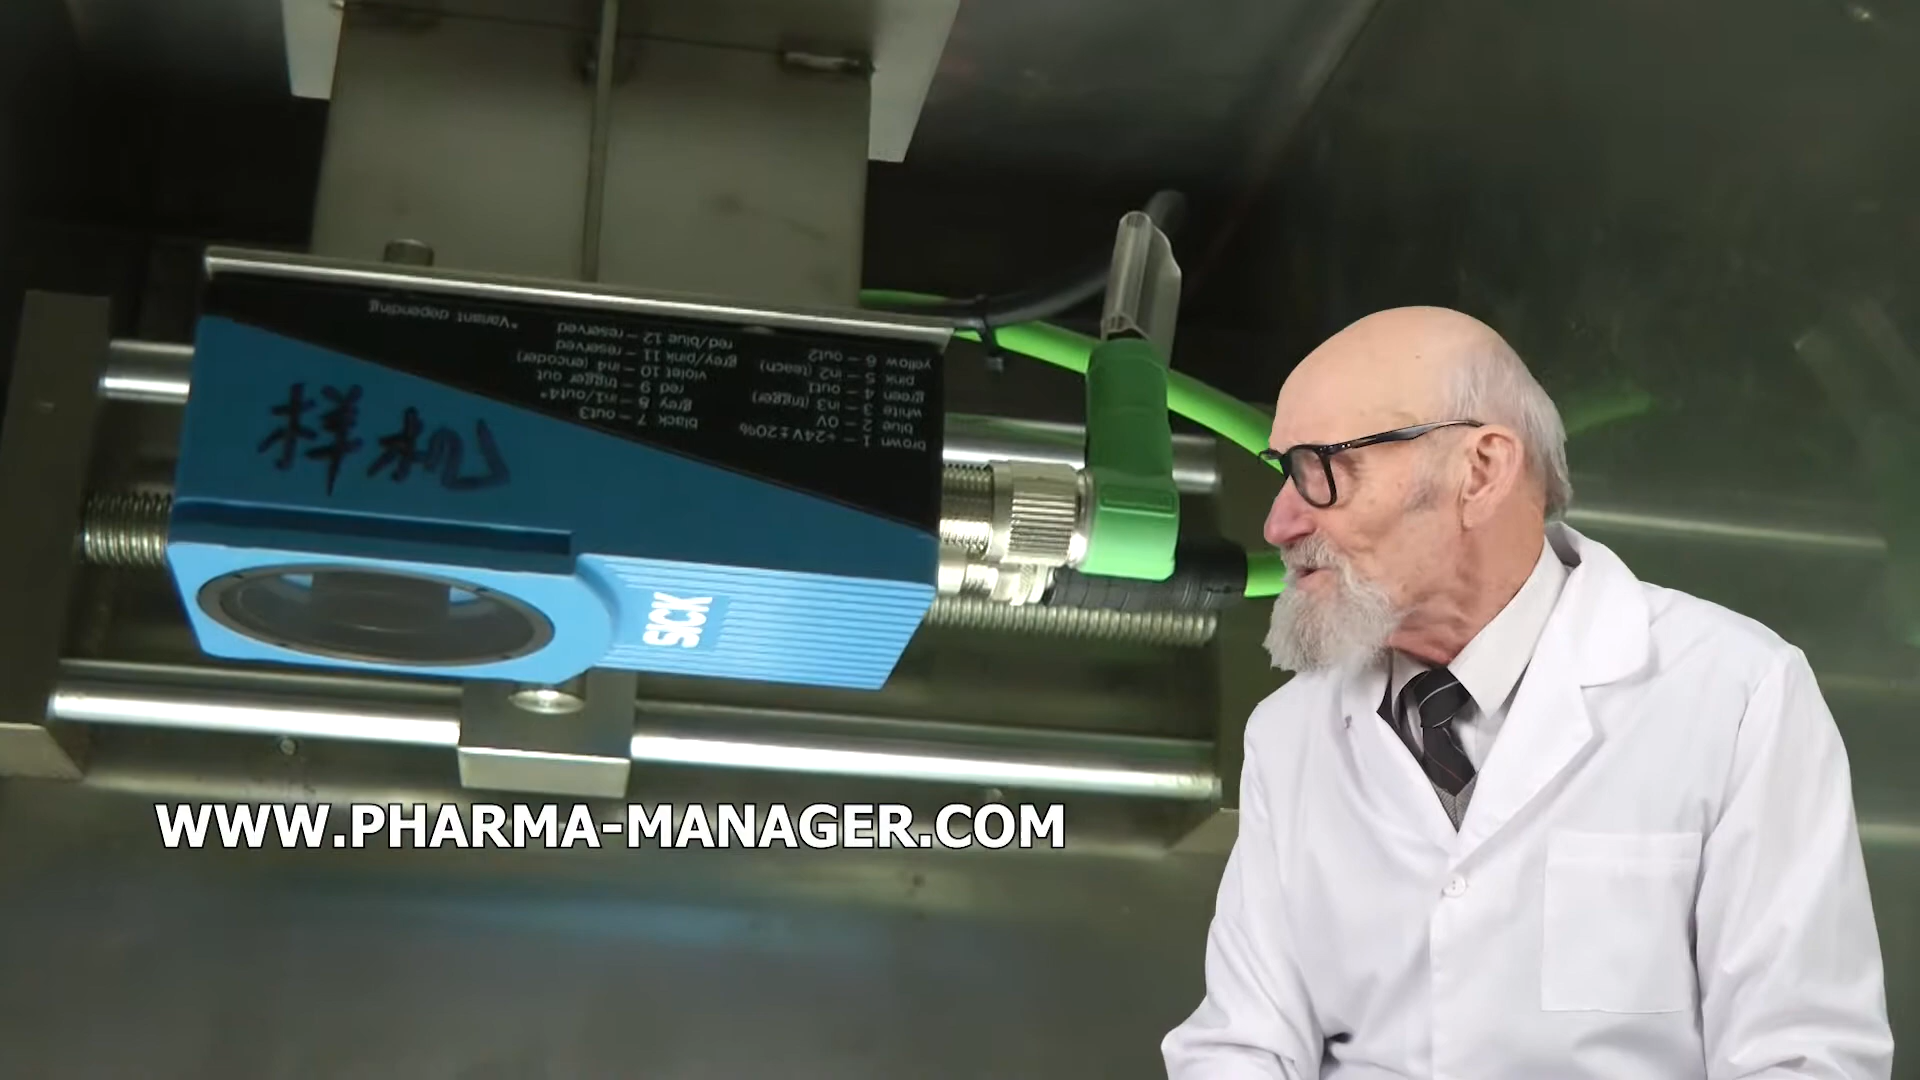 *Variant depending
brown 1 – +24V±20%
blue 2 – 0V
white 3 – in3 (trigger)
green 4 – out1
pink 5 – in2 (teach)
yellow 6 – out2
black 7 – out3
grey 8 – in1/out4*
red 9 – trigger out
violet 10 – in4 (encoder)
grey/pink 11 – reserved
red/blue 12 – reserved
样机
SICK
WWW.PHARMA-MANAGER.COM